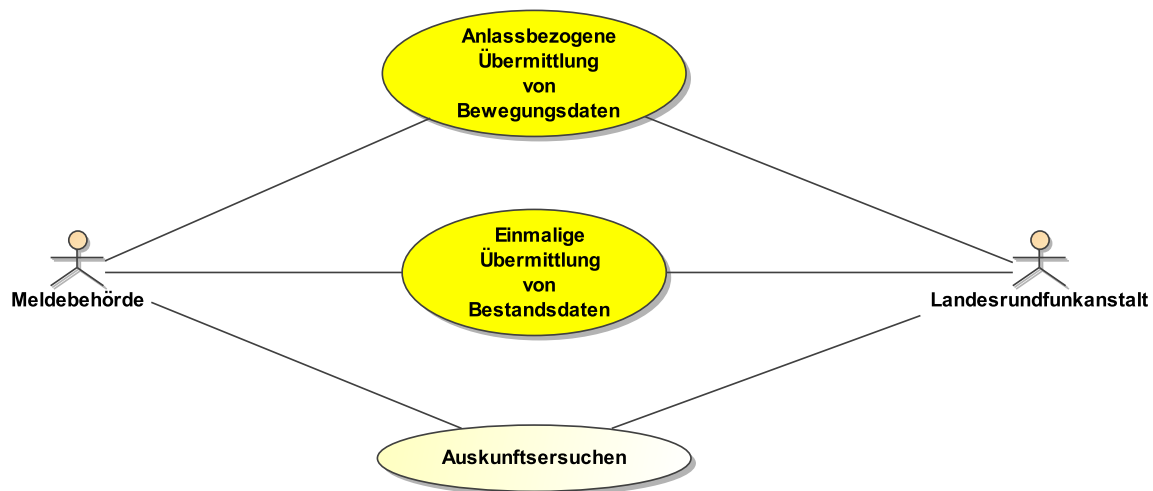 Anlassbezogene
Übermittlung
von
Bewegungsdaten
Einmalige
Übermittlung
von
Bestandsdaten
Meldebehörde
Landesrundfunkanstalt
Auskunftsersuchen